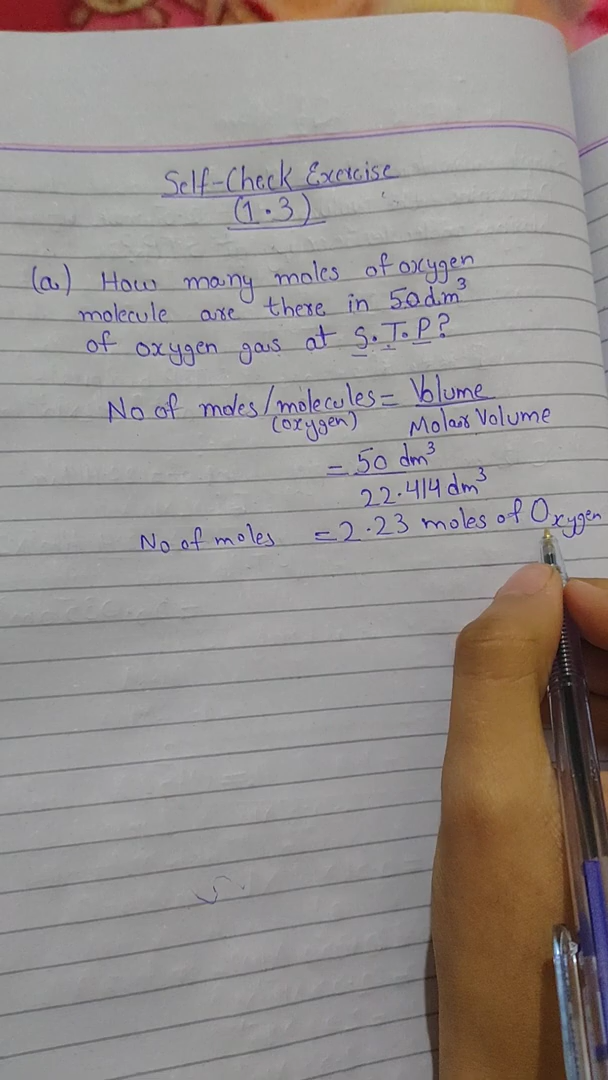 Self-Check Exercise
(1.3)
(a) How many moles of oxygen
molecule are there in 50dm³
of oxygen gas at S.T.P?
No of moles/molecules = Volume
(oxygen) Molar Volume
= 50 dm³
22.414 dm³
No of moles = 2.23 moles of Oxygen